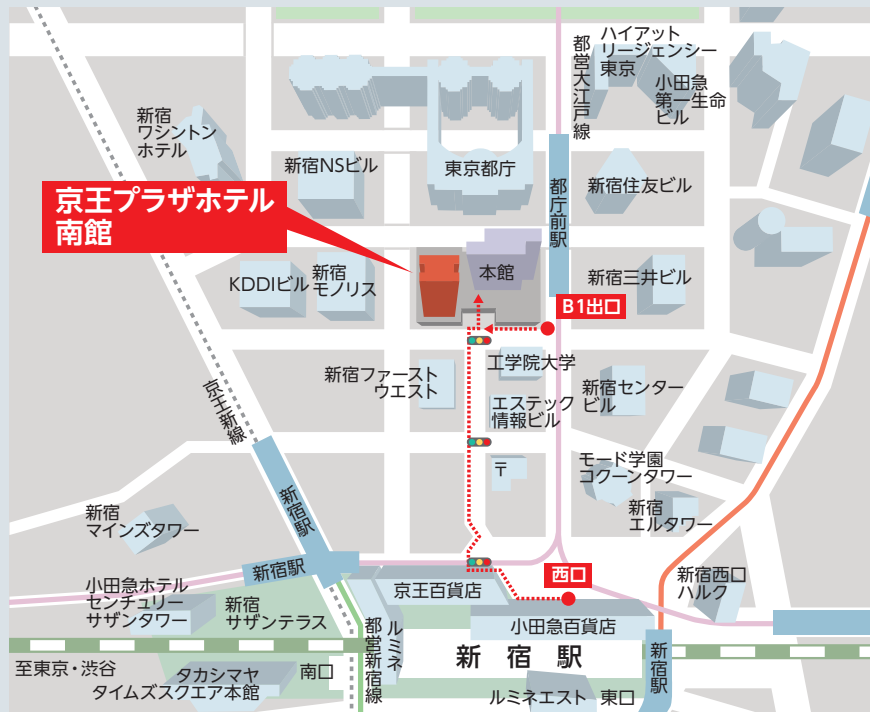 ハイアット
リージェンシー
東京
都営大江戸線
小田急
第一生命
ビル
新宿
ワシントン
ホテル
新宿NSビル
東京都庁
都庁前駅
新宿住友ビル
京王プラザホテル
南館
本館
KDDIビル
新宿
モノリス
新宿三井ビル
B1出口
工学院大学
新宿ファースト
ウエスト
エステック
情報ビル
新宿センター
ビル
京王新線
〒
モード学園
コクーンタワー
新宿
エルタワー
新宿駅
新宿
マインズタワー
新宿駅
京王百貨店
西口
新宿西口
ハルク
小田急ホテル
センチュリー
サザンタワー
新宿
サザンテラス
都営新宿線
ルミネ
小田急百貨店
新宿駅
新宿駅
至東京・渋谷
タカシマヤ
タイムズスクエア本館
南口
ルミネエスト
東口